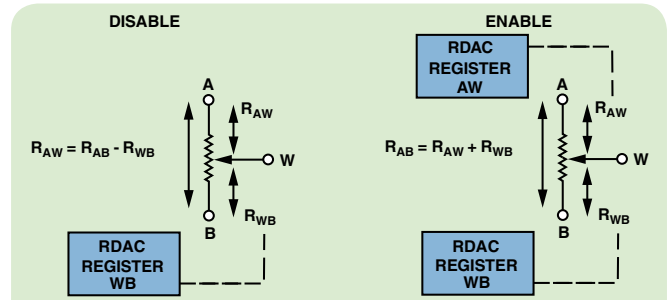 DISABLE
A
R_AW
R_AW = R_AB - R_WB
W
R_WB
B
RDAC
REGISTER
WB
ENABLE
RDAC
REGISTER
AW
A
R_AW
R_AB = R_AW + R_WB
W
R_WB
B
RDAC
REGISTER
WB